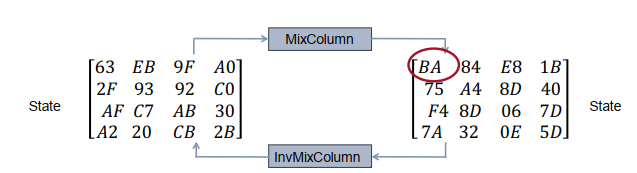 MixColumn
63 EB 9F A0
2F 93 92 C0
AF C7 AB 30
A2 20 CB 2B
State
BA 84 E8 1B
75 A4 8D 40
F4 8D 06 7D
7A 32 0E 5D
State
InvMixColumn